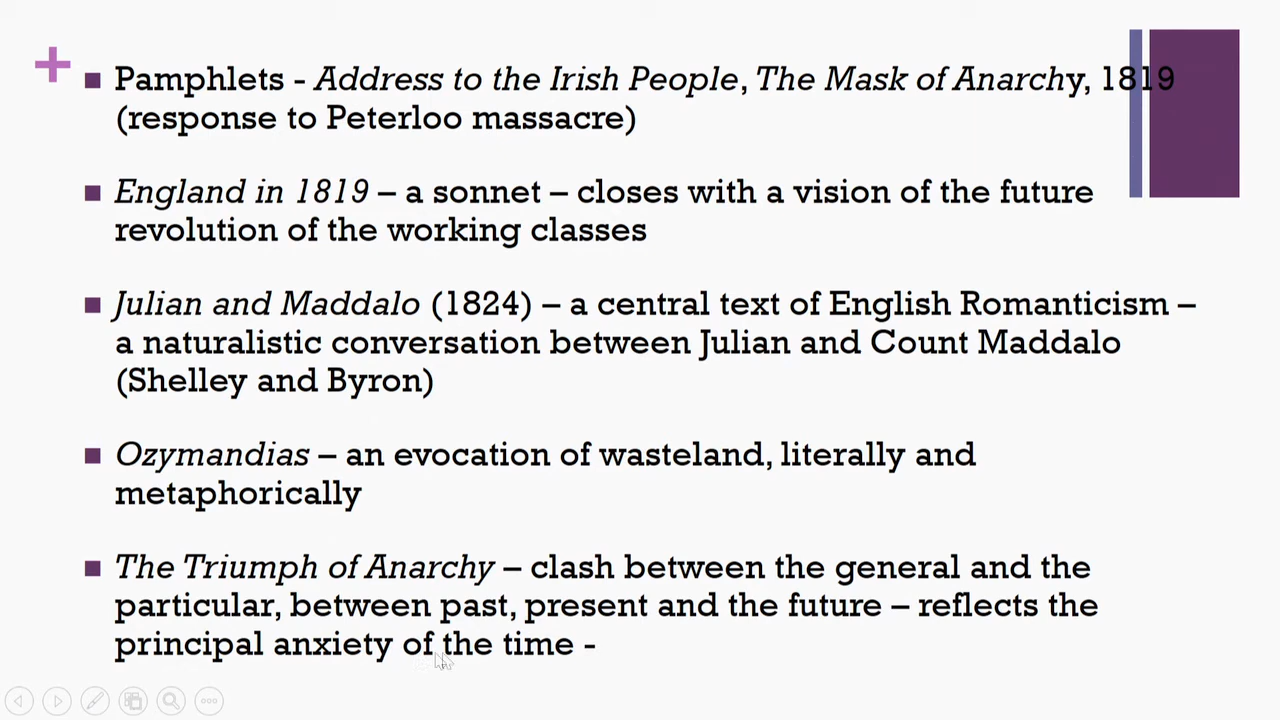 Pamphlets - Address to the Irish People, The Mask of Anarchy, 1819
(response to Peterloo massacre)
England in 1819 – a sonnet – closes with a vision of the future
revolution of the working classes
Julian and Maddalo (1824) – a central text of English Romanticism –
a naturalistic conversation between Julian and Count Maddalo
(Shelley and Byron)
Ozymandias – an evocation of wasteland, literally and
metaphorically
The Triumph of Anarchy – clash between the general and the
particular, between past, present and the future – reflects the
principal anxiety of the time -